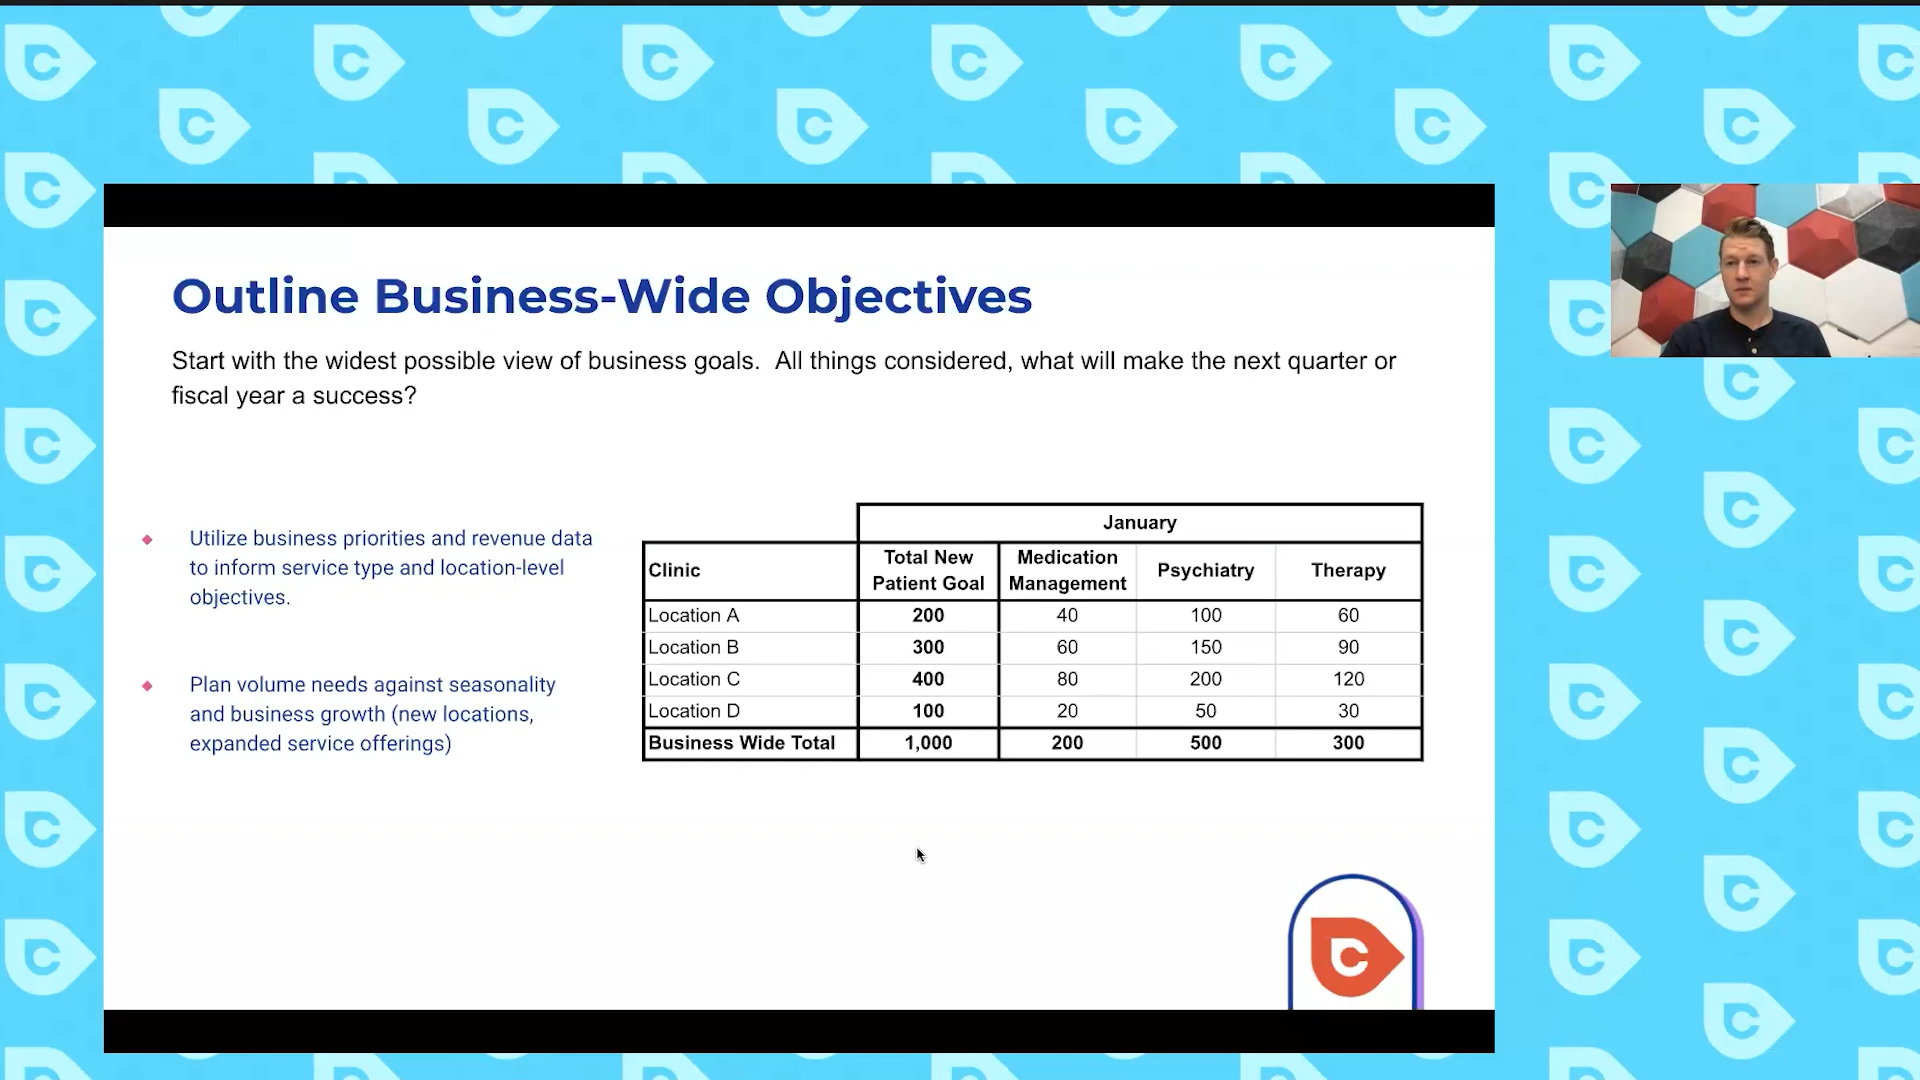 Outline Business-Wide Objectives
Start with the widest possible view of business goals.  All things considered, what will make the next quarter or
fiscal year a success?
Utilize business priorities and revenue data
to inform service type and location-level
objectives.
Plan volume needs against seasonality
and business growth (new locations,
expanded service offerings)
January
Clinic Total New Patient Goal Medication Management Psychiatry Therapy
Location A 200 40 100 60
Location B 300 60 150 90
Location C 400 80 200 120
Location D 100 20 50 30
Business Wide Total 1,000 200 500 300